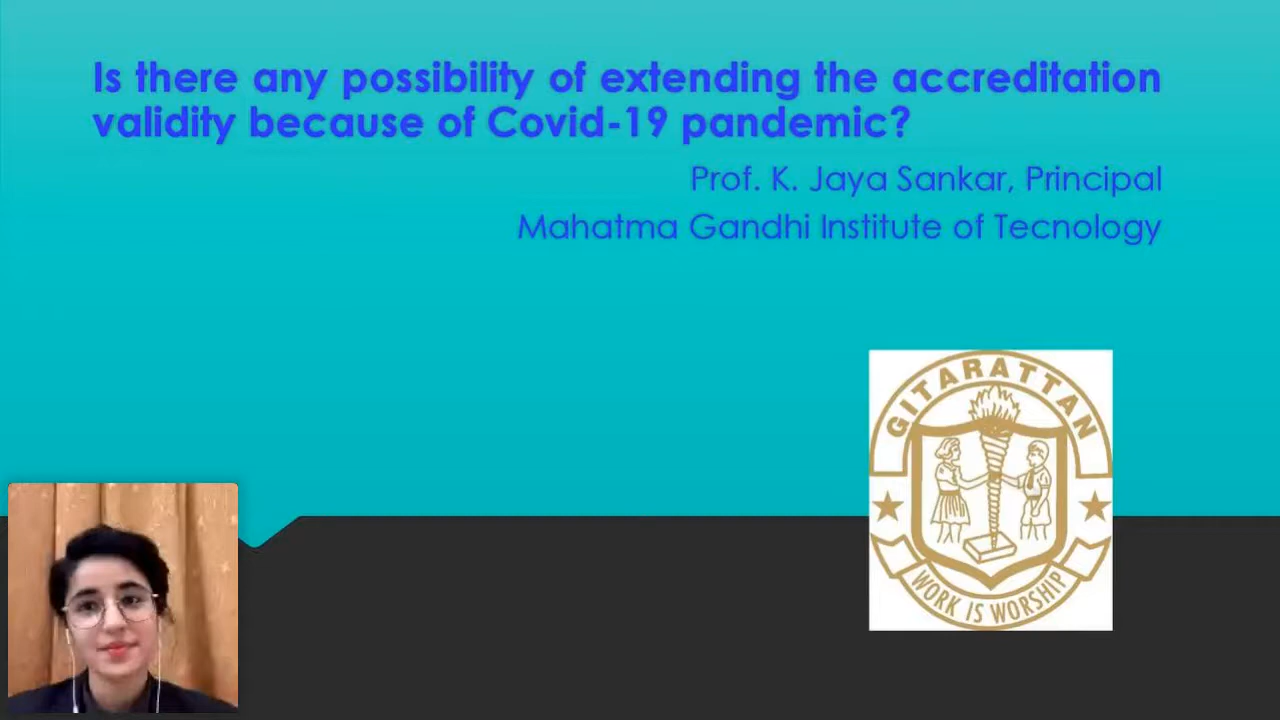 Is there any possibility of extending the accreditation
validity because of Covid-19 pandemic?
Prof. K. Jaya Sankar, Principal
Mahatma Gandhi Institute of Tecnology
GITARATTAN
WORK IS WORSHIP